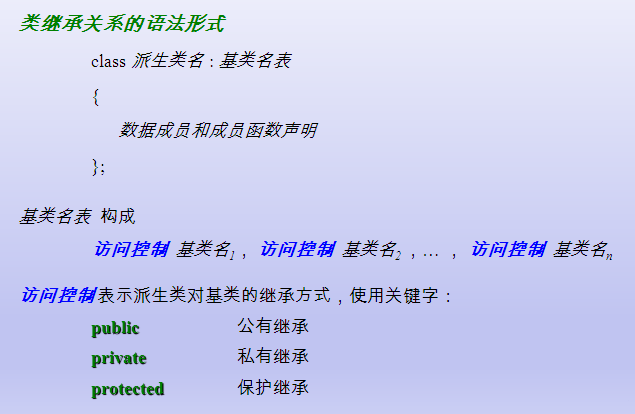 类继承关系的语法形式
class 派生类名 : 基类名表
{
数据成员和成员函数声明
};
基类名表 构成
访问控制 基类名1 ， 访问控制 基类名2 ，… ， 访问控制 基类名n
访问控制表示派生类对基类的继承方式，使用关键字：
public 公有继承
private 私有继承
protected 保护继承